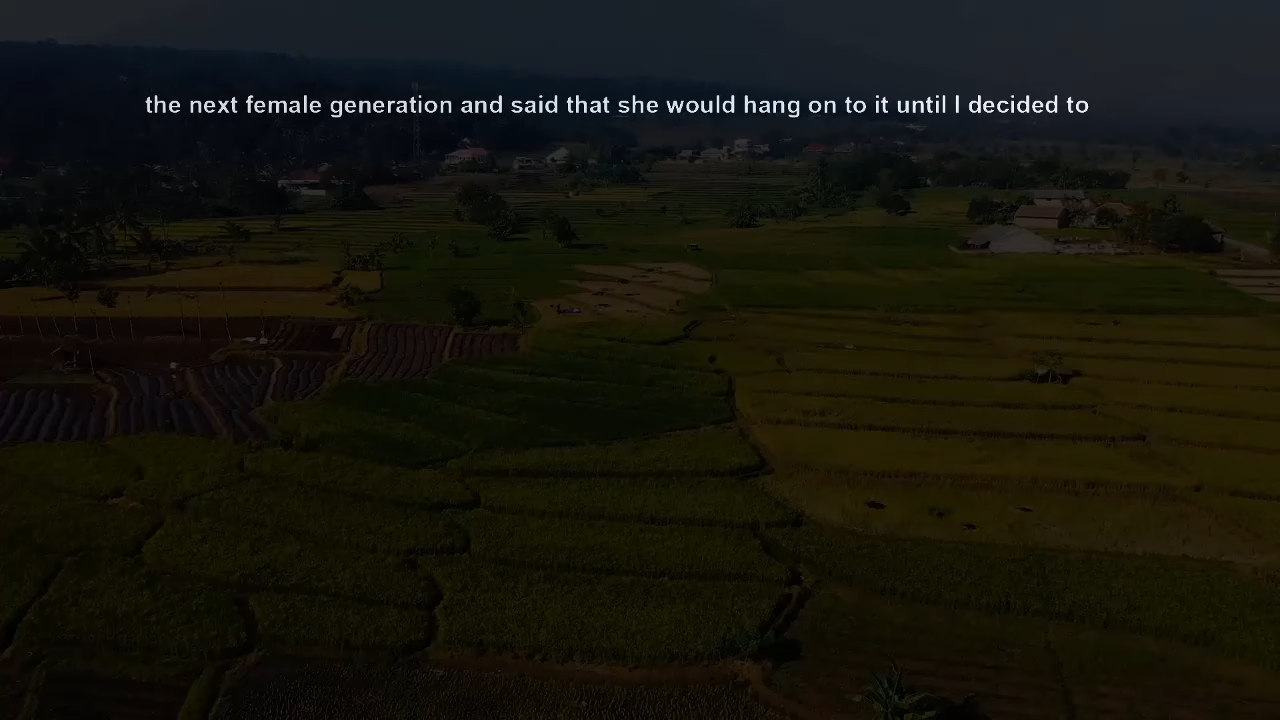 the next female generation and said that she would hang on to it until I decided to